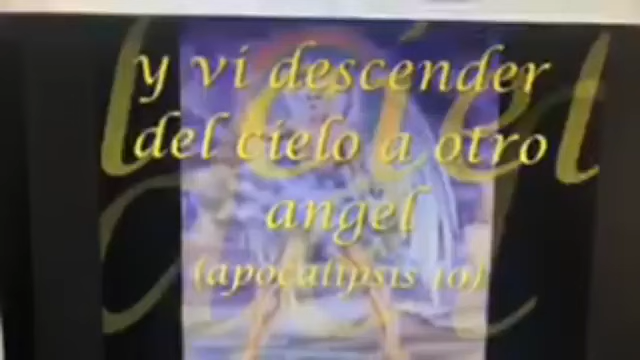 y vi descender
del cielo a otro
angel
(apocalipsis 10)